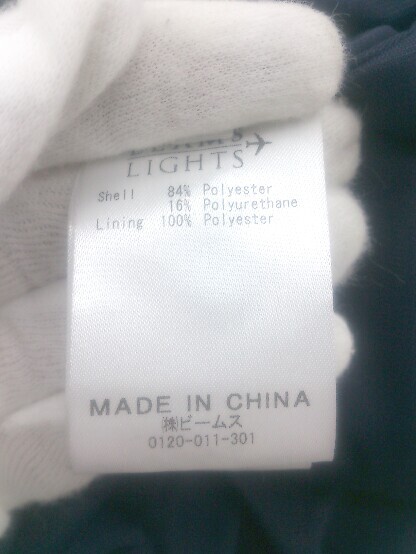 BEAMS
LIGHTS
Shell 84% Polyester
16% Polyurethane
Lining 100% Polyester
MADE IN CHINA
㈱ビームス
0120-011-301